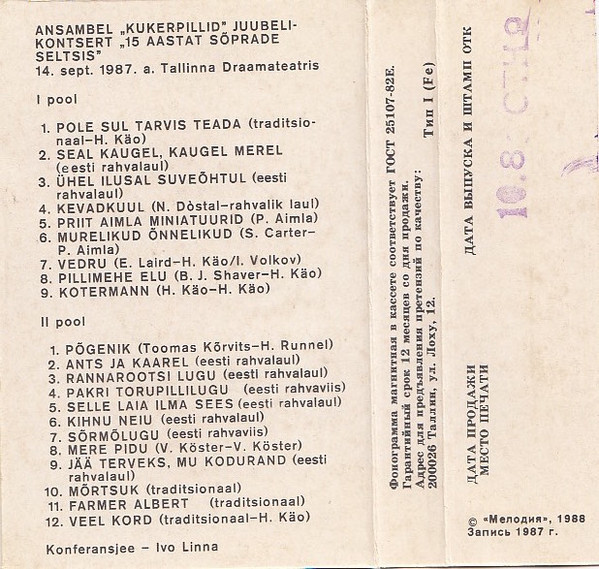 ANSAMBEL „KUKERPILLID” JUUBELI-
KONTSERT „15 AASTAT SÕPRADE
SELTSIS”
14. sept. 1987. a. Tallinna Draamateatris
I pool
1. POLE SUL TARVIS TEADA (traditsio-
naal–H. Käo)
2. SEAL KAUGEL, KAUGEL MEREL
(eesti rahvalaul)
3. ÜHEL ILUSAL SUVEÕHTUL (eesti
rahvalaul)
4. KEVADKUUL (N. Dòstal–rahvalik laul)
5. PRIIT AIMLA MINIATUURID (P. Aimla)
6. MURELIKUD ÕNNELIKUD (S. Carter–
P. Aimla)
7. VEDRU (E. Laird–H. Käo/I. Volkov)
8. PILLIMEHE ELU (B. J. Shaver–H. Käo)
9. KOTERMANN (H. Käo–H. Käo)
II pool
1. PÕGENIK (Toomas Kõrvits–H. Runnel)
2. ANTS JA KAAREL (eesti rahvalaul)
3. RANNAROOTSI LUGU (eesti rahvalaul)
4. PAKRI TORUPILLILUGU (eesti rahvaviis)
5. SELLE LAIA ILMA SEES (eesti rahvalaul)
6. KIHNU NEIU (eesti rahvalaul)
7. SÕRMÕLUGU (eesti rahvaviis)
8. MERE PIDU (V. Köster–V. Köster)
9. JÄÄ TERVEKS, MU KODURAND (eesti
rahvalaul)
10. MÕRTSUK (traditsionaal)
11. FARMER ALBERT (traditsionaal)
12. VEEL KORD (traditsionaal–H. Käo)
Konferansjee – Ivo Linna
Фонограмма магнитная в кассете соответствует ГОСТ 25107-82Е.
Гарантийный срок 12 месяцев со дня продажи.
Адрес для предъявления претензий по качеству:
200026 Таллин, ул. Лоху, 12. Тип I (Fe)
ДАТА ВЫПУСКА И ШТАМП ОТК
10.8
ДАТА ПРОДАЖИ
МЕСТО ПЕЧАТИ
© «Мелодия», 1988
Запись 1987 г.